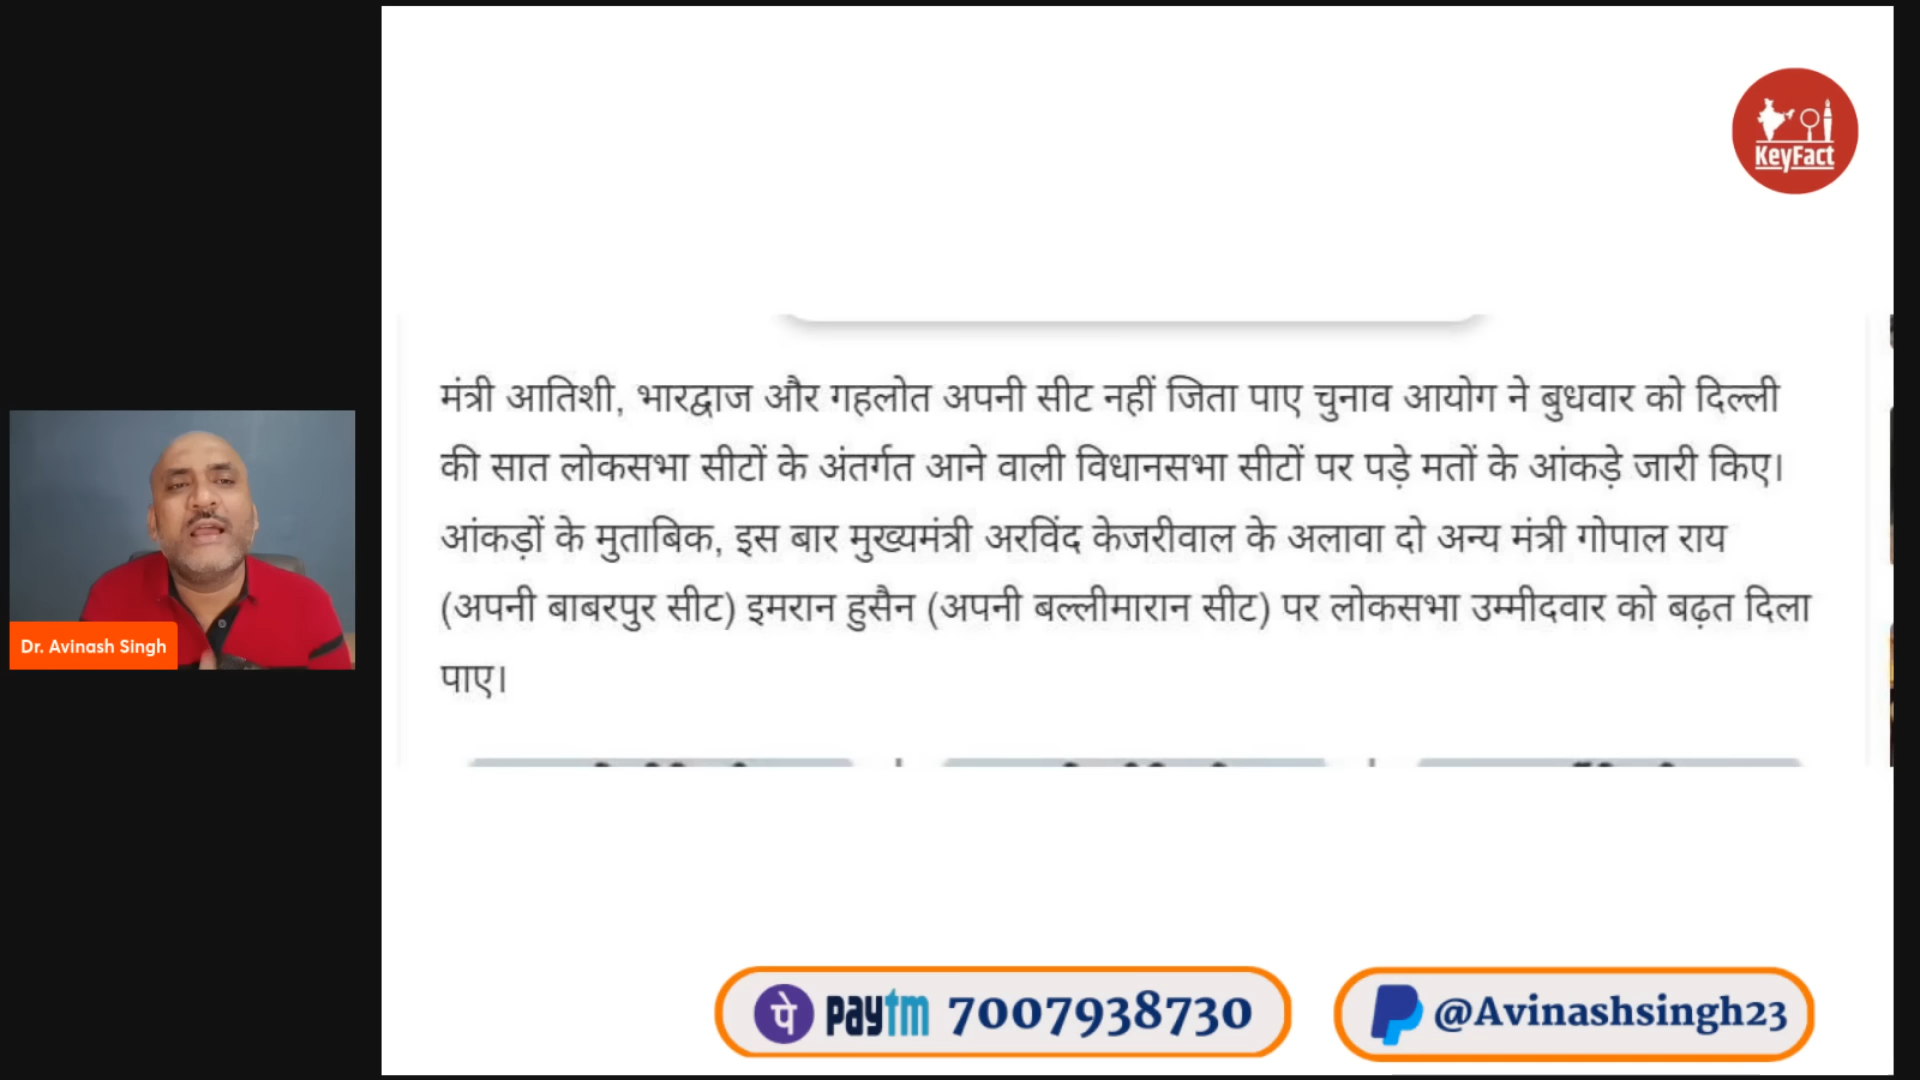 KeyFact
मंत्री आतिशी, भारद्वाज और गहलोत अपनी सीट नहीं जिता पाए चुनाव आयोग ने बुधवार को दिल्ली
की सात लोकसभा सीटों के अंतर्गत आने वाली विधानसभा सीटों पर पड़े मतों के आंकड़े जारी किए।
आंकड़ों के मुताबिक, इस बार मुख्यमंत्री अरविंद केजरीवाल के अलावा दो अन्य मंत्री गोपाल राय
(अपनी बाबरपुर सीट) इमरान हुसैन (अपनी बल्लीमारान सीट) पर लोकसभा उम्मीदवार को बढ़त दिला
पाए।
Dr. Avinash Singh
पे paytm 7007938730
@Avinashsingh23